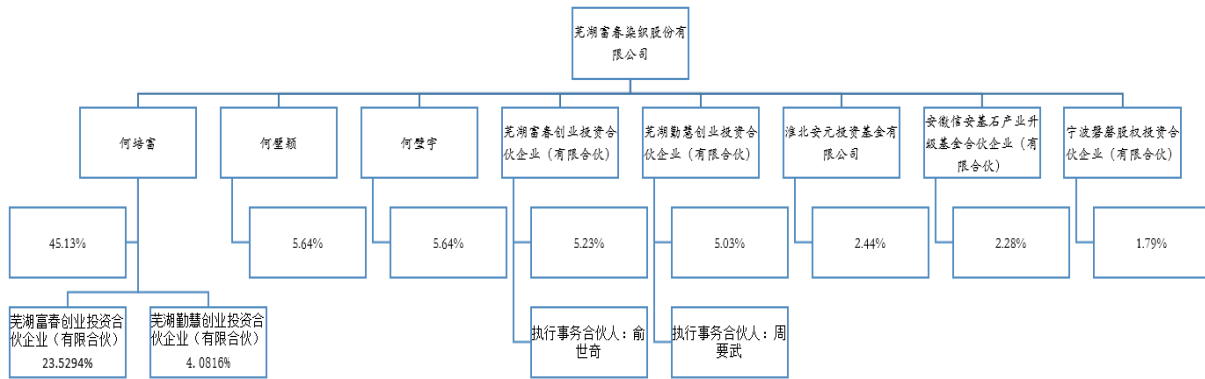 芜湖富春染织股份有
限公司
何培富
何壁颖
何壁宇
芜湖富春创业投资合
伙企业（有限合伙）
芜湖勤慧创业投资合
伙企业（有限合伙）
淮北安元投资基金有
限公司
安徽信安基石产业升
级基金合伙企业（有
限合伙）
宁波磐磬股权投资合
伙企业（有限合伙）
45.13%
5.64%
5.64%
5.23%
5.03%
2.44%
2.28%
1.79%
芜湖富春创业投资合
伙企业（有限合伙）
23.5294%
芜湖勤慧创业投资合
伙企业（有限合伙）
4.0816%
执行事务合伙人：俞
世奇
执行事务合伙人：周
要武